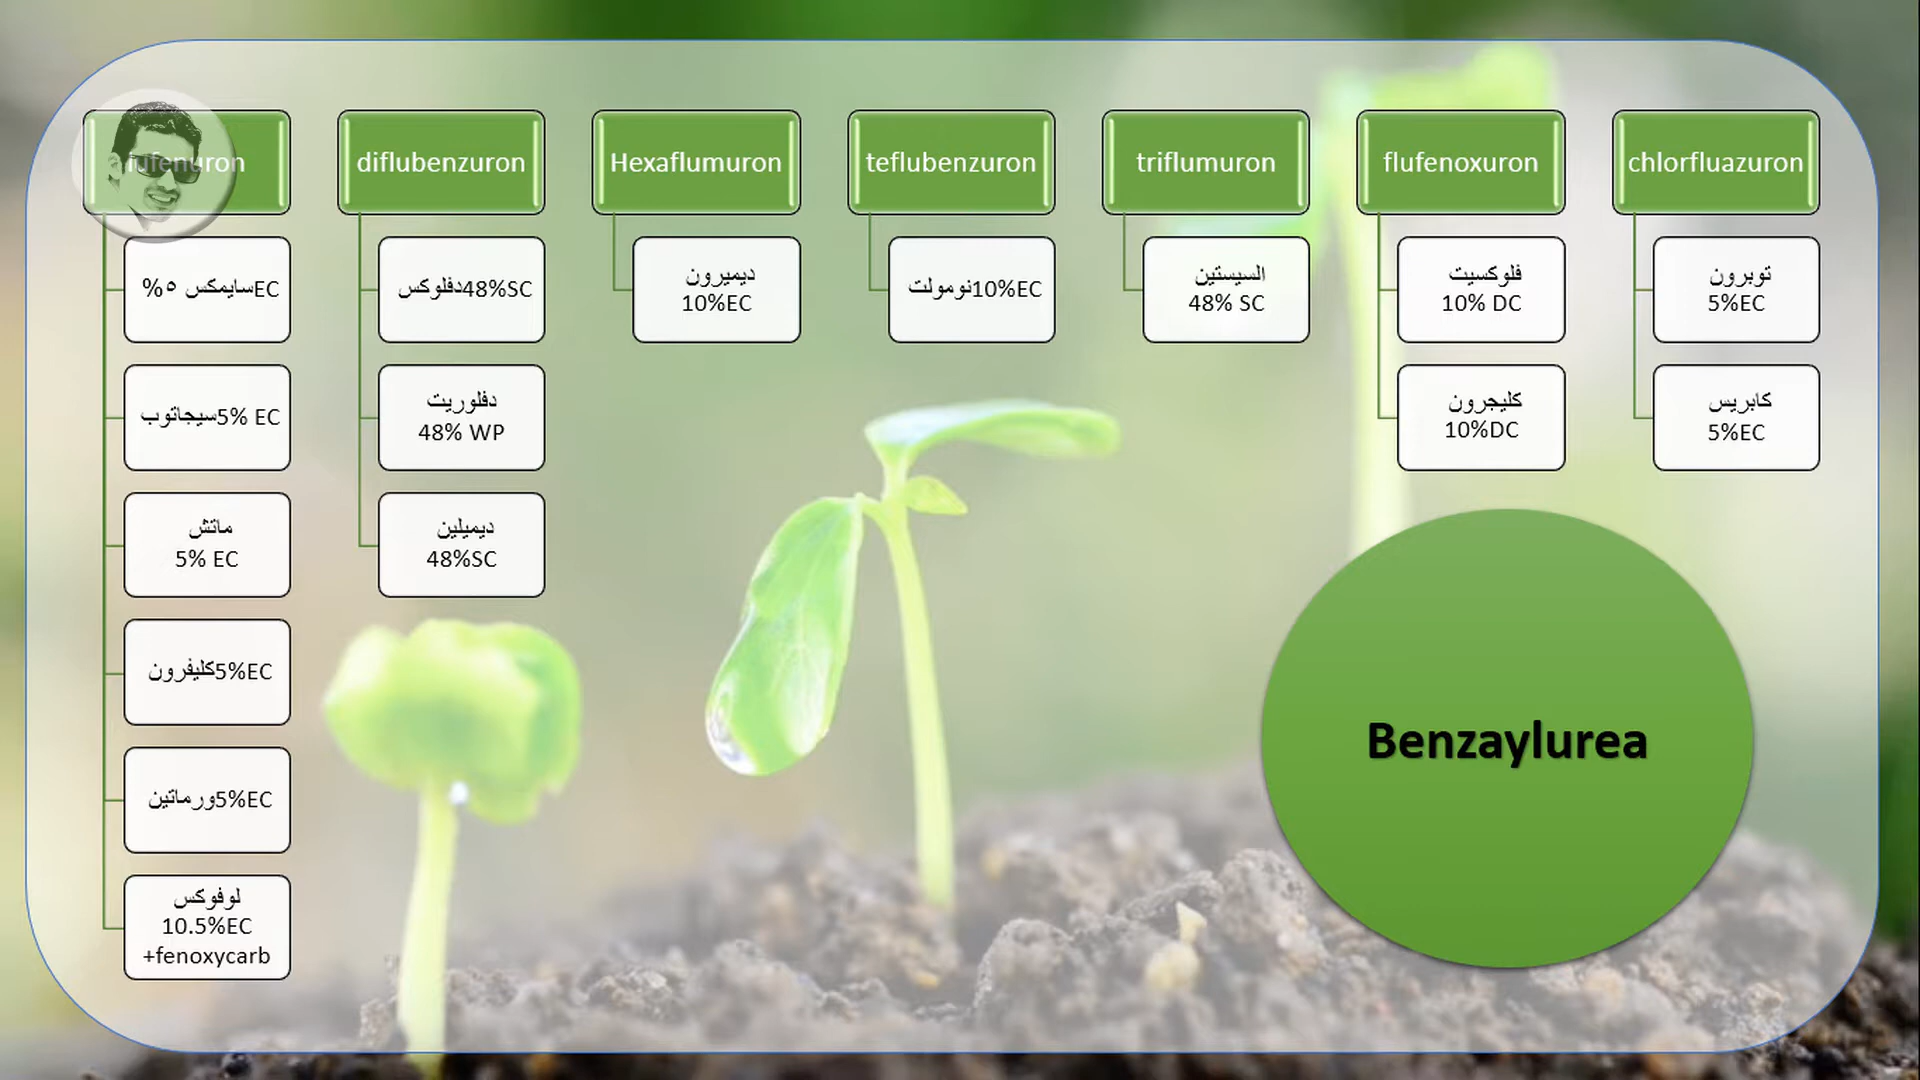 lufenuron
سايمكس ٥%EC
سيجاتوب5% EC
ماتش
5% EC
كليفرون5%EC
ورماتين5%EC
لوفوكس
10.5%EC
+fenoxycarb
diflubenzuron
دفلوكس48%SC
دفلوريت
48% WP
ديميلين
48%SC
Hexaflumuron
ديميرون
10%EC
teflubenzuron
نومولت10%EC
triflumuron
السيستين
48% SC
flufenoxuron
فلوكسيت
10% DC
كليجرون
10%DC
chlorfluazuron
توبرون
5%EC
كابريس
5%EC
Benzaylurea